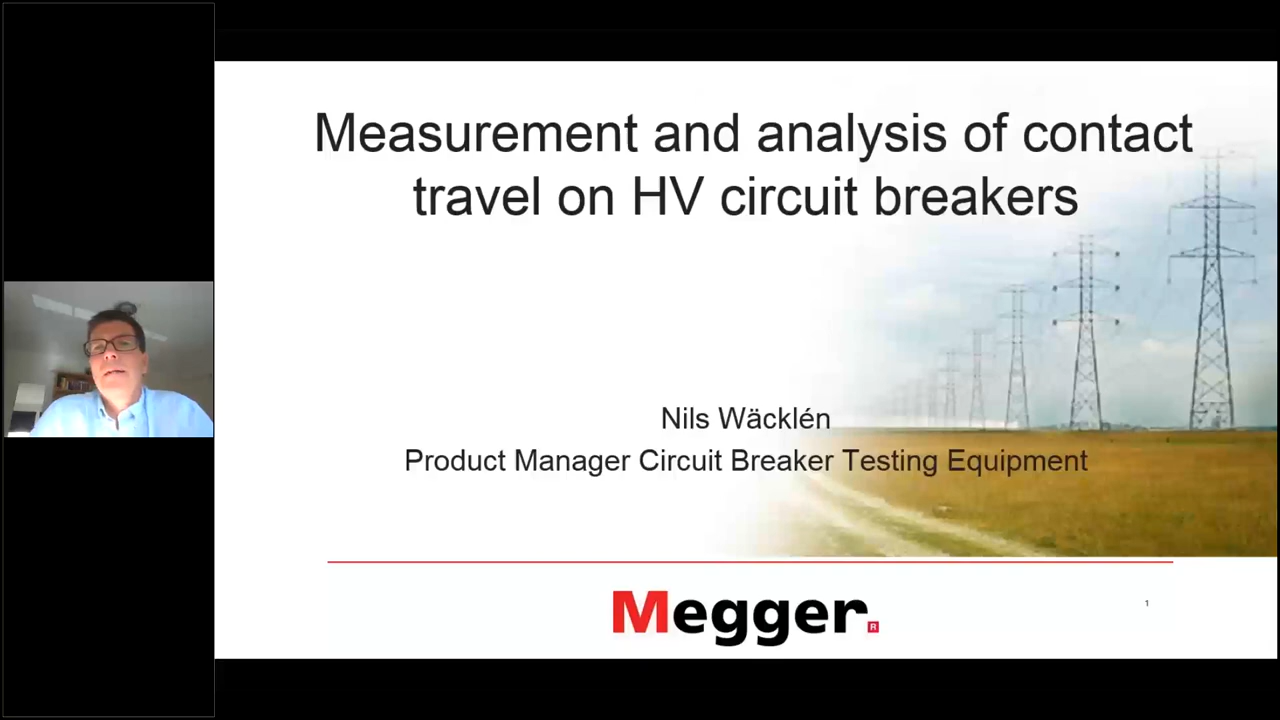 Measurement and analysis of contact
travel on HV circuit breakers
Nils Wäcklén
Product Manager Circuit Breaker Testing Equipment
Megger
R
1